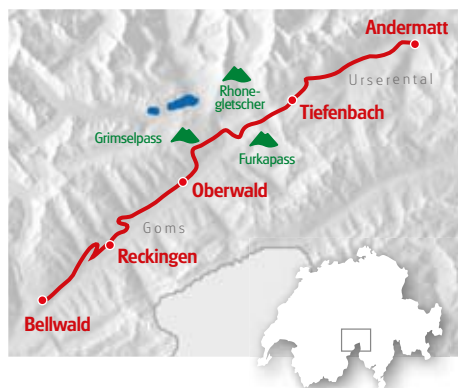 Andermatt
Urserental
Rhone-
gletscher
Tiefenbach
Grimselpass
Furkapass
Oberwald
Goms
Reckingen
Bellwald